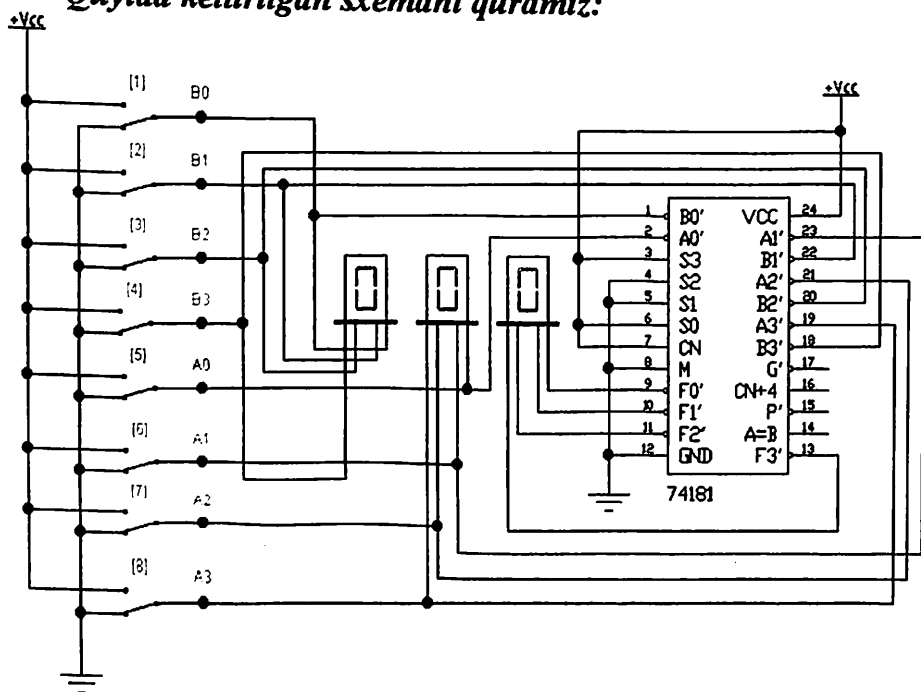 Quyida keltirilgan sxemani quramiz:
+Vcc
[1] B0
[2] B1
[3] B2
[4] B3
[5] A0
[6] A1
[7] A2
[8] A3
+Vcc
1 B0' VCC 24
2 A0' A1' 23
3 S3 B1' 22
4 S2 A2' 21
5 S1 B2' 20
6 S0 A3' 19
7 CN B3' 18
8 M G' 17
9 F0' CN+4 16
10 F1' P' 15
11 F2' A=B 14
12 GND F3' 13
74181